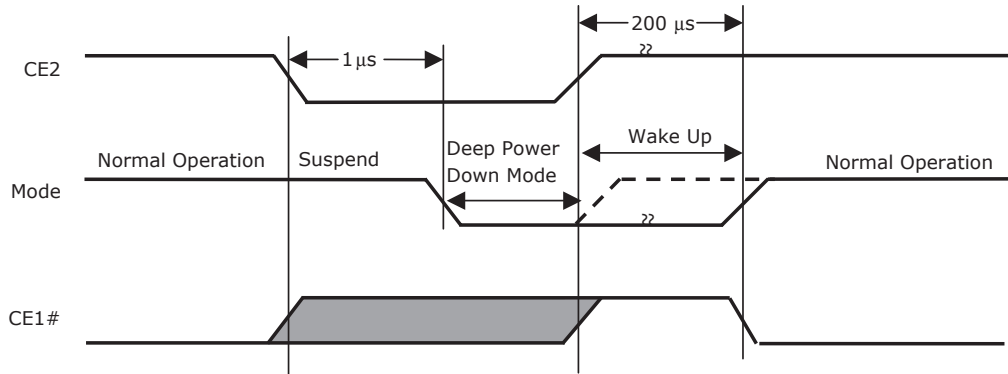 200 μs
CE2
1 μs
Normal Operation
Suspend
Deep Power
Down Mode
Wake Up
Normal Operation
Mode
CE1#